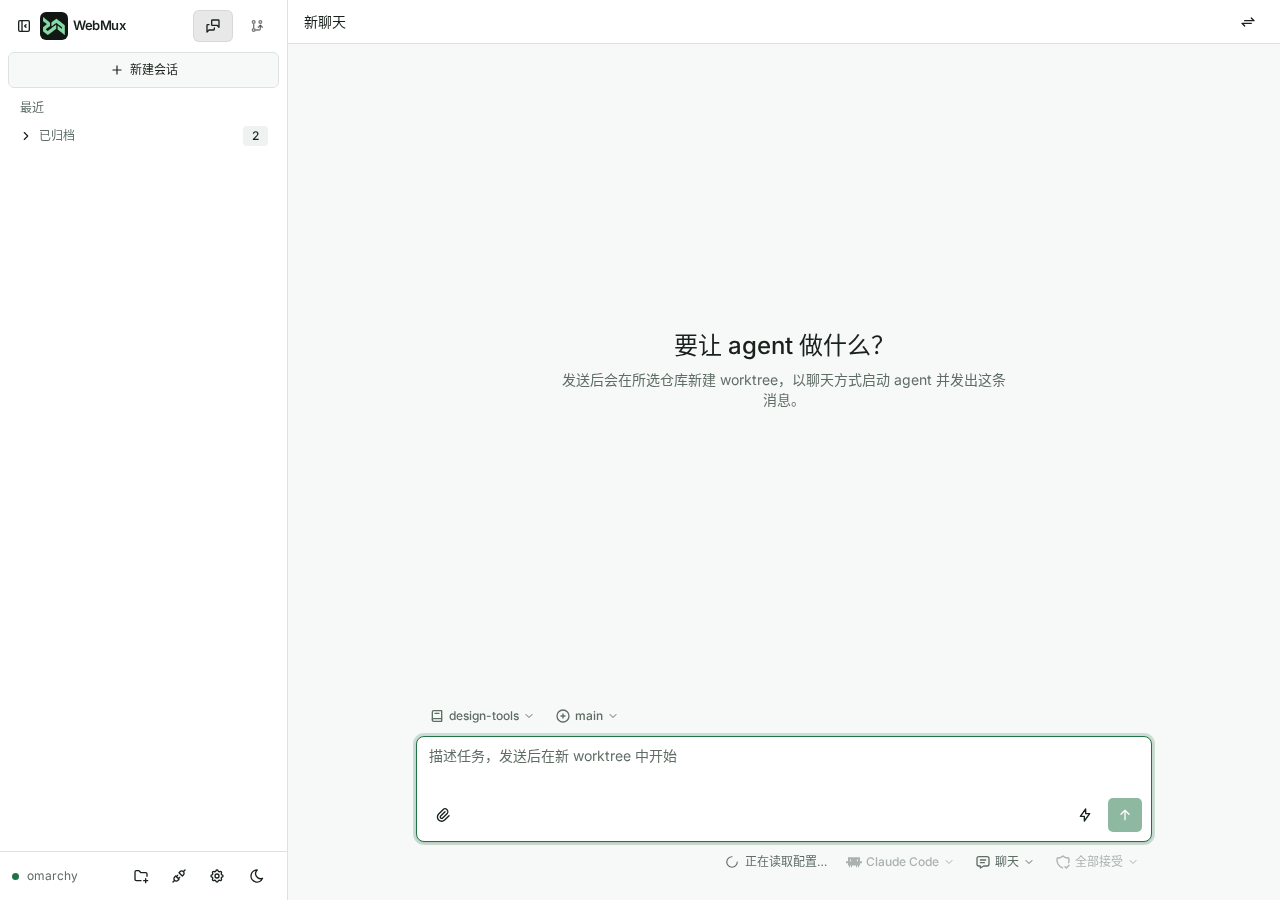 WebMux
新聊天
新建会话
最近
已归档
2
要让 agent 做什么？
发送后会在所选仓库新建 worktree，以聊天方式启动 agent 并发出这条
消息。
design-tools
main
描述任务，发送后在新 worktree 中开始
正在读取配置...
Claude Code
聊天
全部接受
omarchy